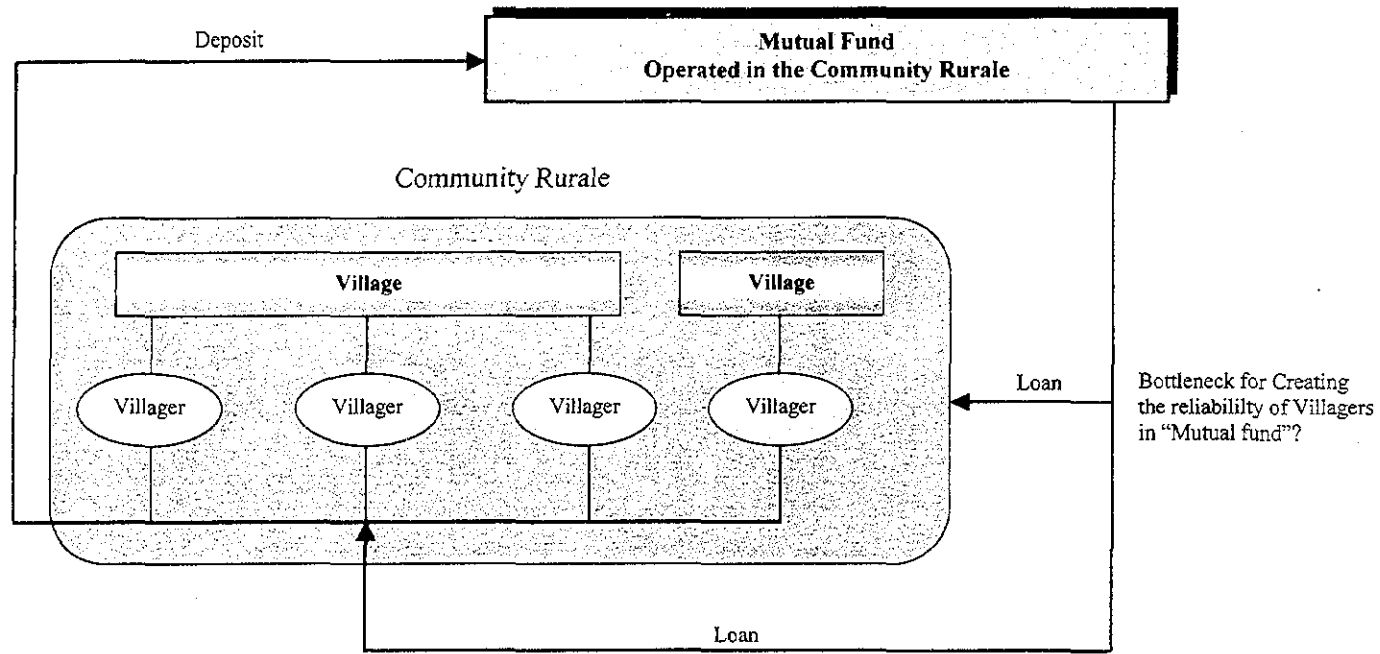 Deposit
Mutual Fund
Operated in the Community Rurale
Community Rurale
Village
Village
Villager
Villager
Villager
Villager
Loan
Bottleneck for Creating
the reliabililty of Villagers
in “Mutual fund”?
Loan